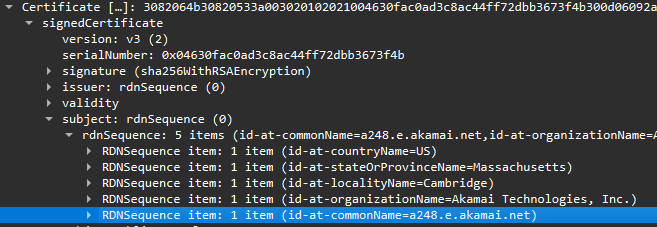 Certificate […]: 3082064b30820533a003020102021004630fac0ad3c8ac44ff72dbb3673f4b300d06092a
signedCertificate
version: v3 (2)
serialNumber: 0x04630fac0ad3c8ac44ff72dbb3673f4b
signature (sha256WithRSAEncryption)
issuer: rdnSequence (0)
validity
subject: rdnSequence (0)
rdnSequence: 5 items (id-at-commonName=a248.e.akamai.net,id-at-organizationName=A
RDNSequence item: 1 item (id-at-countryName=US)
RDNSequence item: 1 item (id-at-stateOrProvinceName=Massachusetts)
RDNSequence item: 1 item (id-at-localityName=Cambridge)
RDNSequence item: 1 item (id-at-organizationName=Akamai Technologies, Inc.)
RDNSequence item: 1 item (id-at-commonName=a248.e.akamai.net)